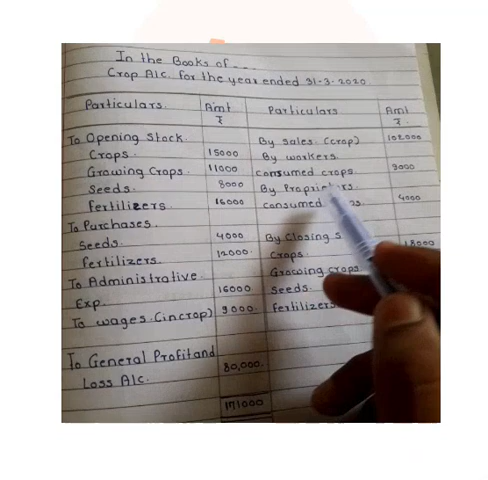 In the Books of ....
Crop A/c. for the year ended 31-3-2020
Particulars. Amt ₹ Particulars Amt ₹
To Opening Stock. By sales. (crop) 102000
Crops. 15000 By workers.
Growing Crops. 11000 consumed crops 9000
Seeds. 8000 By Proprietors
Fertilizers. 16000 consumed 4000
To Purchases.
Seeds. 4000 By Closing
Fertilizers. 12000 Crops. 18000
To Administrative Growing crops
Exp. 16000 Seeds.
To wages.(incrop) 9000. Fertilizers
To General Profit and
Loss A/c. 80,000.
171000